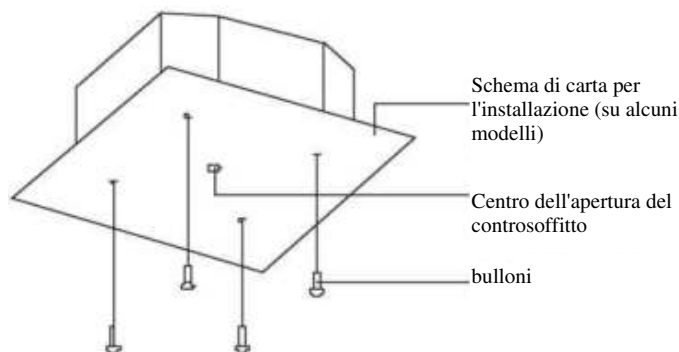 Schema di carta per
l'installazione (su alcuni
modelli)
Centro dell'apertura del
controsoffitto
bulloni